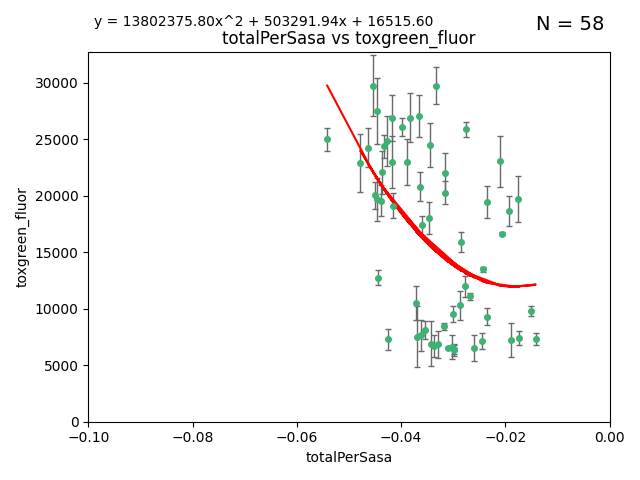 y = 13802375.80x^2 + 503291.94x + 16515.60
N = 58
totalPerSasa vs toxgreen_fluor
30000
25000
20000
15000
10000
5000
0
toxgreen_fluor
−0.10
−0.08
−0.06
−0.04
−0.02
0.00
totalPerSasa